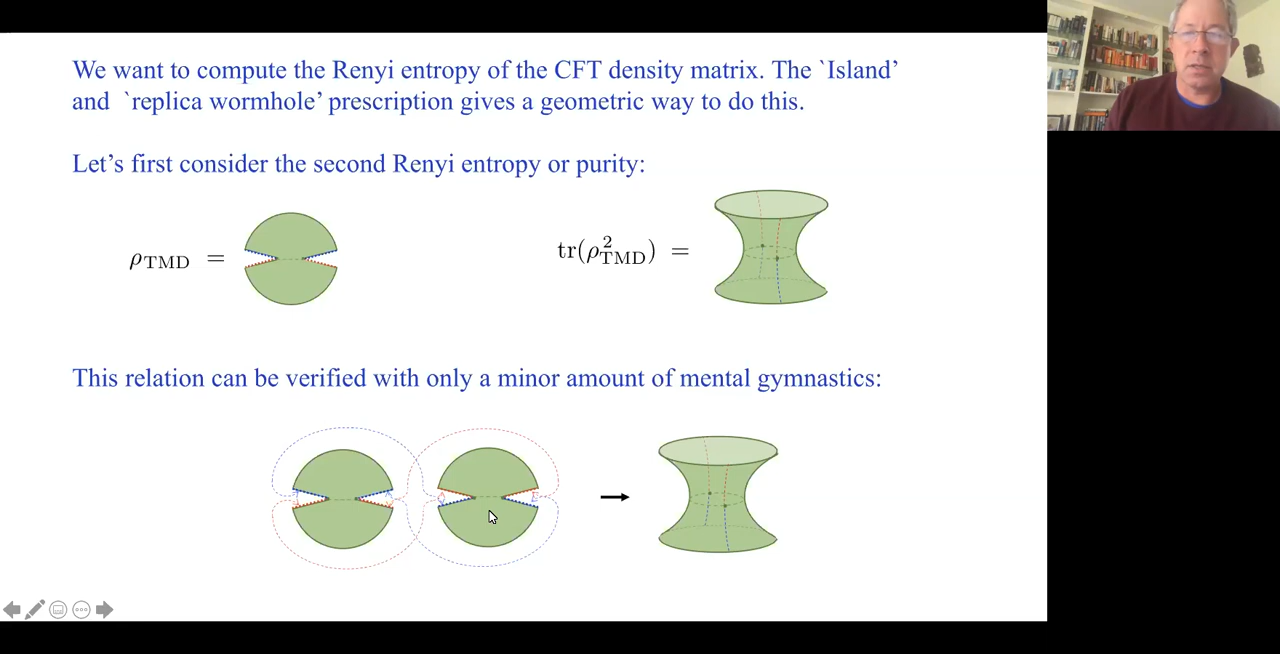 We want to compute the Renyi entropy of the CFT density matrix. The `Island'
and `replica wormhole' prescription gives a geometric way to do this.
Let's first consider the second Renyi entropy or purity:
ρ_TMD =
tr(ρ²_TMD) =
This relation can be verified with only a minor amount of mental gymnastics: